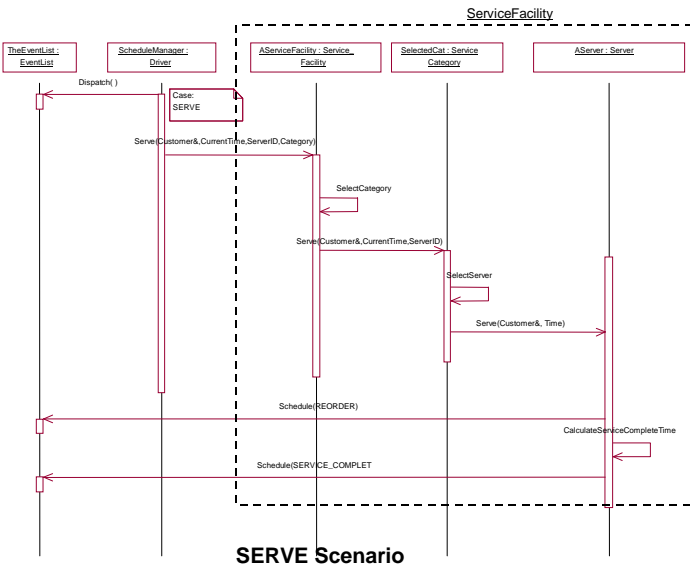 ServiceFacility
TheEventList :
EventList
ScheduleManager :
Driver
AServiceFacility : Service_
Facility
SelectedCat : Service
Category
AServer : Server
Dispatch( )
Case:
SERVE
Serve(Customer&,CurrentTime,ServerID,Category)
SelectCategory
Serve(Customer&,CurrentTime,ServerID)
SelectServer
Serve(Customer&, Time)
Schedule(REORDER)
CalculateServiceCompleteTime
Schedule(SERVICE_COMPLET
SERVE Scenario